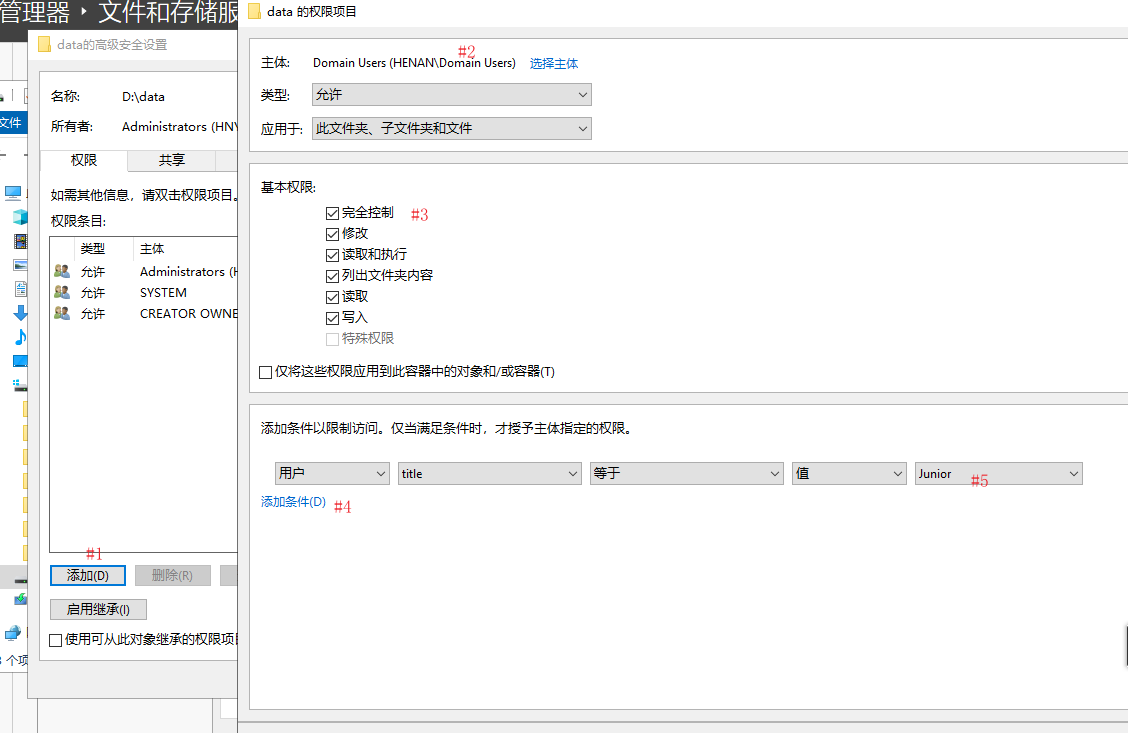 管理器 ‣ 文件和存储服
data 的权限项目
data的高级安全设置
名称: D:\data
所有者: Administrators (HN\
权限 共享
如需其他信息，请双击权限项目。
权限条目:
类型 主体
允许 Administrators (H
允许 SYSTEM
允许 CREATOR OWNE
#1
添加(D) 删除(R)
启用继承(I)
使用可从此对象继承的权限项
文件
个项
#2
主体: Domain Users (HENAN\Domain Users) 选择主体
类型: 允许
应用于: 此文件夹、子文件夹和文件
基本权限:
完全控制 #3
修改
读取和执行
列出文件夹内容
读取
写入
特殊权限
仅将这些权限应用到此容器中的对象和/或容器(T)
添加条件以限制访问。仅当满足条件时，才授予主体指定的权限。
用户 title 等于 值 Junior #5
添加条件(D) #4